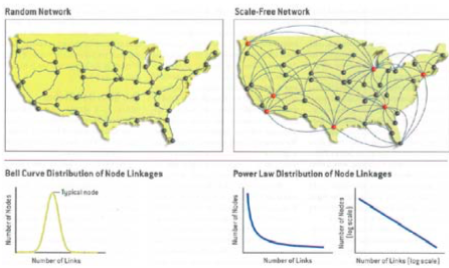 Random Network
Scale-Free Network
Bell Curve Distribution of Node Linkages
Power Law Distribution of Node Linkages
Number of Nodes
Typical node
Number of Links
Number of Nodes
Number of Links
Number of Nodes
(log scale)
Number of Links (log scale)